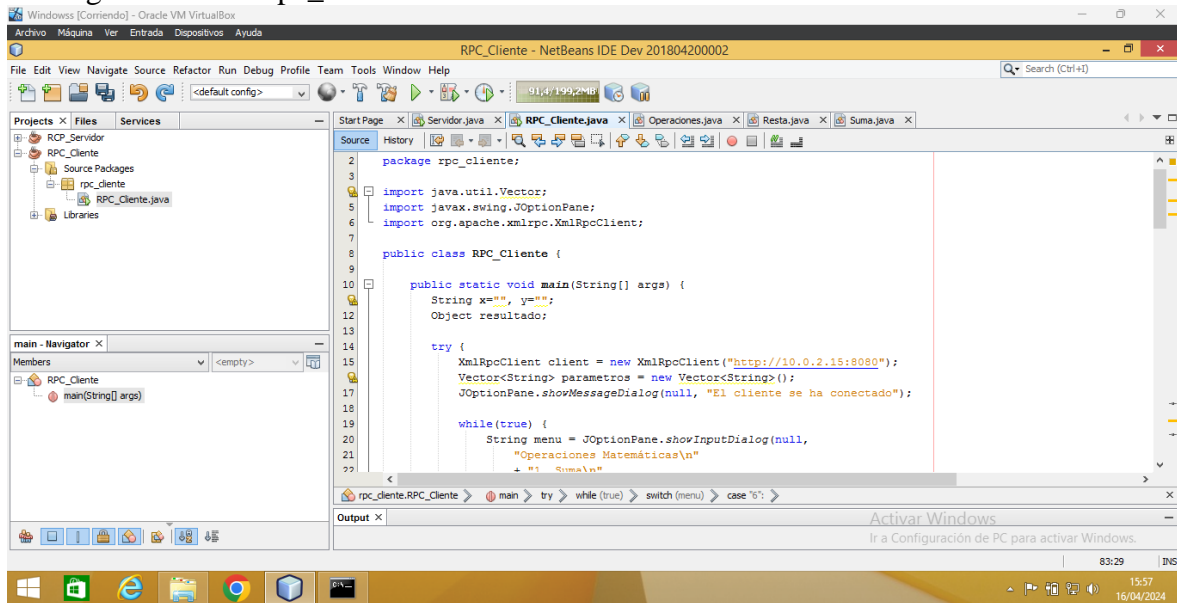 Windowss [Corriendo] - Oracle VM VirtualBox
Archivo Máquina Ver Entrada Dispositivos Ayuda
RPC_Cliente - NetBeans IDE Dev 201804200002
File Edit View Navigate Source Refactor Run Debug Profile Team Tools Window Help
Search (Ctrl+I)
<default config>
91,4/199,2MB
Projects Files Services
Start Page Servidor.java RPC_Cliente.java Operaciones.java Resta.java Suma.java
RCP_Servidor
RPC_Cliente
Source Packages
rpc_cliente
RPC_Cliente.java
Libraries
Source History
2 package rpc_cliente;
3
import java.util.Vector;
5 import javax.swing.JOptionPane;
6 import org.apache.xmlrpc.XmlRpcClient;
7
8 public class RPC_Cliente {
9
10 public static void main(String[] args) {
String x="", y="";
12 Object resultado;
13
14 try {
15 XmlRpcClient client = new XmlRpcClient("http://10.0.2.15:8080");
Vector<String> parametros = new Vector<String>();
17 JOptionPane.showMessageDialog(null, "El cliente se ha conectado");
18
19 while(true) {
20 String menu = JOptionPane.showInputDialog(null,
21 "Operaciones Matemáticas\n"
22 + "1. Suma\n"
main - Navigator
Members <empty>
RPC_Cliente
main(String[] args)
rpc_cliente.RPC_Cliente main try while (true) switch (menu) case "6":
Output
Activar Windows
Ir a Configuración de PC para activar Windows.
83:29 INS
15:57
16/04/2024